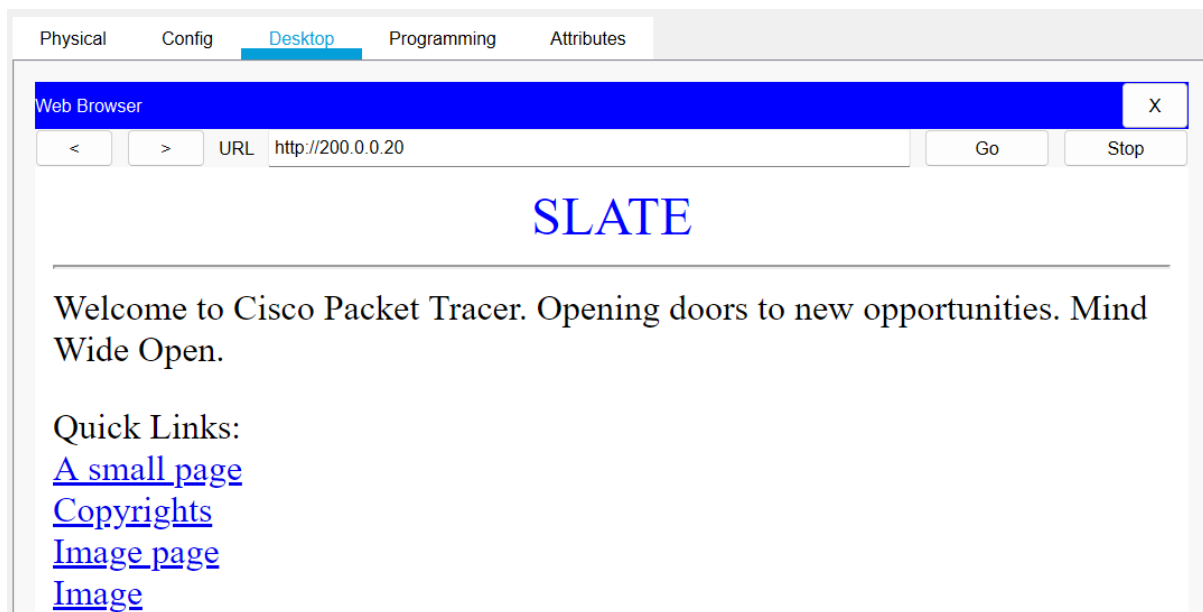 Physical Config Desktop Programming Attributes
Web Browser X
< > URL http://200.0.0.20 Go Stop
SLATE
Welcome to Cisco Packet Tracer. Opening doors to new opportunities. Mind
Wide Open.
Quick Links:
A small page
Copyrights
Image page
Image